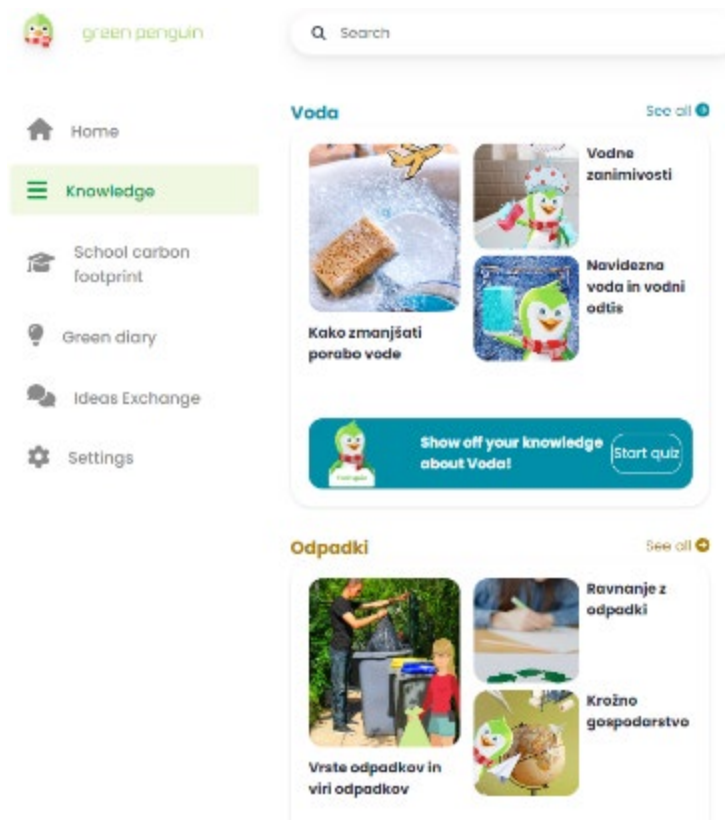 green penguin
Search
Home
Knowledge
School carbon
footprint
Green diary
Ideas Exchange
Settings
Voda
See all
Kako zmanjšati
porabo vode
Vodne
zanimivosti
Navidezna
voda in vodni
odtis
Show off your knowledge
about Voda!
Start quiz
Odpadki
See all
Vrste odpadkov in
viri odpadkov
Ravnanje z
odpadki
Krožno
gospodarstvo